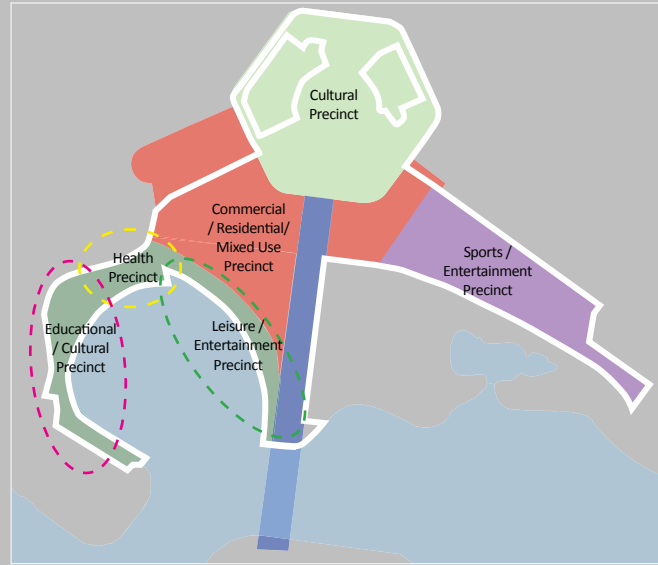 Cultural
Precinct
Commercial
/ Residential/
Mixed Use
Precinct
Sports /
Entertainment
Precinct
Health
Precinct
Educational
/ Cultural
Precinct
Leisure /
Entertainment
Precinct